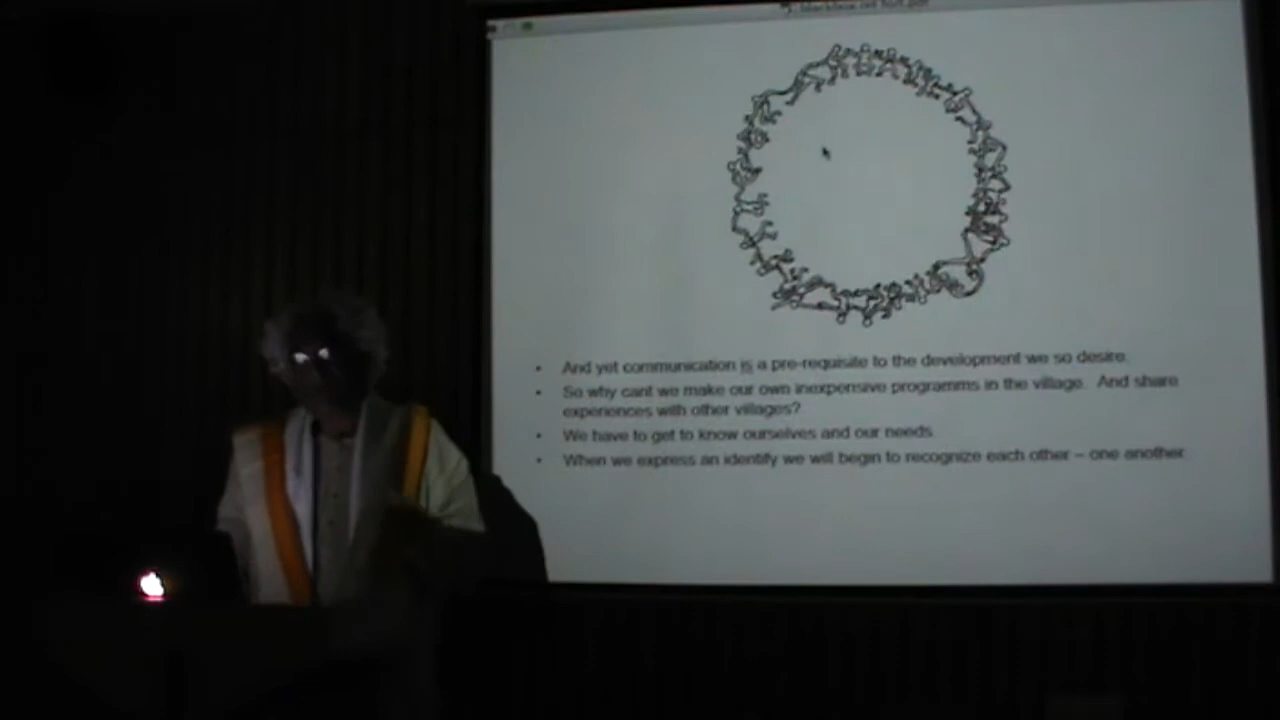 And yet communication is a pre-requisite to the development we so desire.
So why cant we make our own inexpensive programms in the village. And share
experiences with other villages?
We have to get to know ourselves and our needs
When we express an identify we will begin to recognize each other – one another